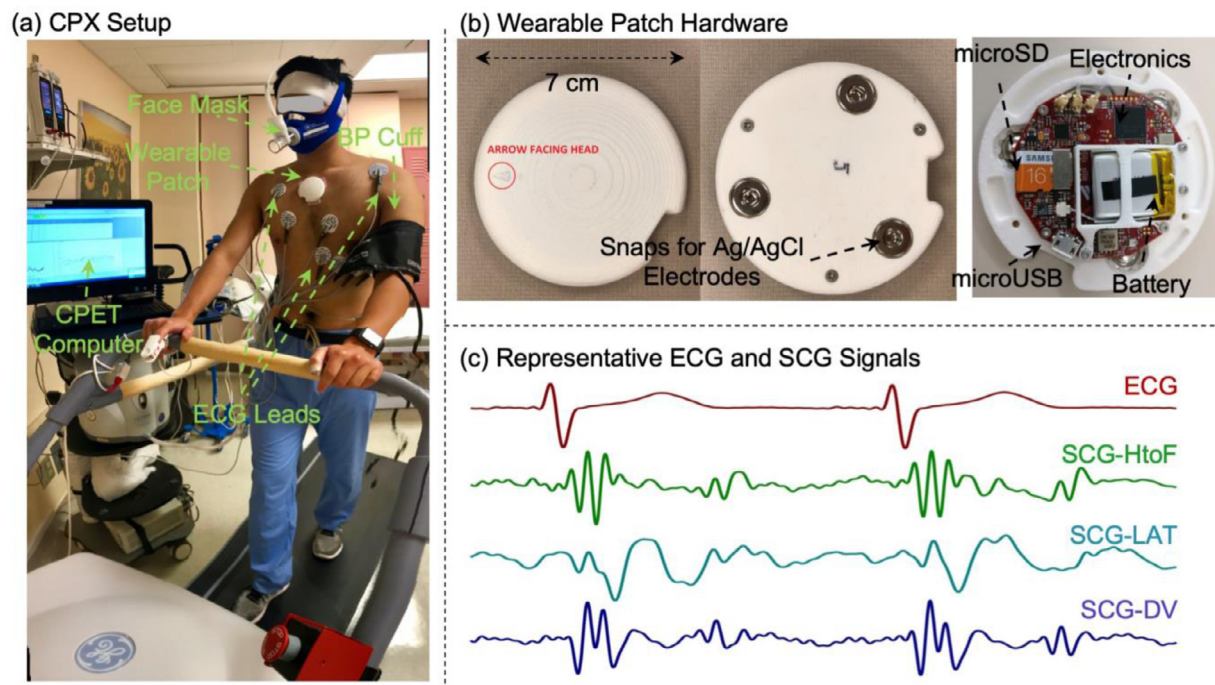 (a) CPX Setup
Face Mask
BP Cuff
Wearable
Patch
CPET
Computer
ECG Leads
(b) Wearable Patch Hardware
7 cm
ARROW FACING HEAD
Snaps for Ag/AgCl
Electrodes
microSD
Electronics
SAMSUNG
16
microUSB
Battery
(c) Representative ECG and SCG Signals
ECG
SCG-HtoF
SCG-LAT
SCG-DV